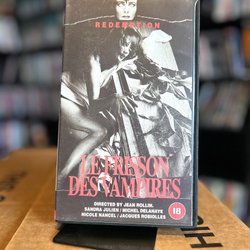 REDEMPTION
LE FRISSON
DES VAMPIRES
DIRECTED BY JEAN ROLLIN.
SANDRA JULIEN / MICHEL DELAHAYE
NICOLE NANCEL / JACQUES ROBIOLLES
18